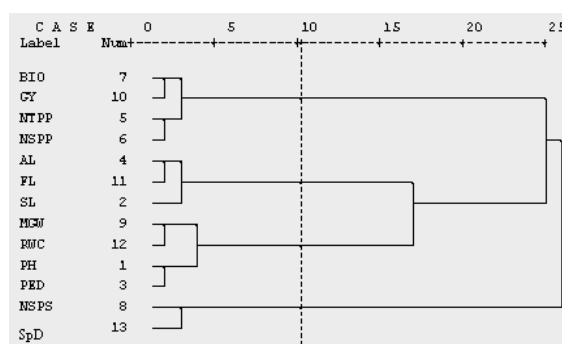 C A S E 0 5 10 15 20 25
Label Num
BIO 7
GY 10
NTPP 5
NSPP 6
AL 4
FL 11
SL 2
MGW 9
RWC 12
PH 1
PED 3
NSPS 8
SpD 13